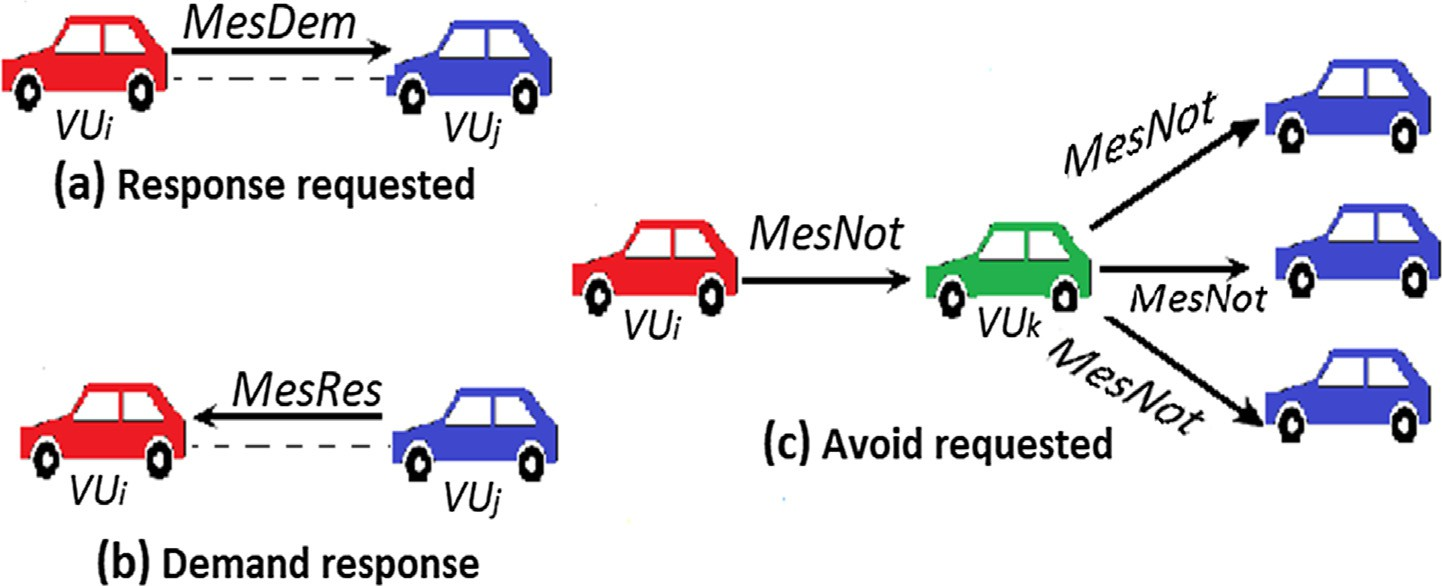 MesDem
VUi
VUj
(a) Response requested
MesRes
VUi
VUj
(b) Demand response
MesNot
VUi
VUk
MesNot
MesNot
MesNot
(c) Avoid requested